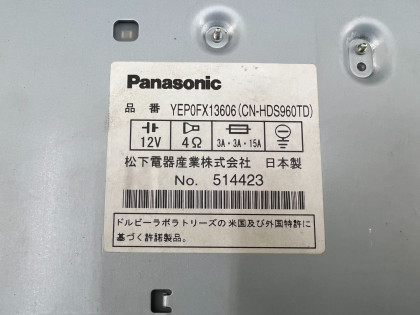 Panasonic
品 番 YEP0FX13606(CN-HDS960TD)
12V 4Ω 3A・3A・15A
松下電器産業株式会社 日本製
No. 514423
ドルビーラボラトリーズの米国及び外国特許に
基づく許諾製品。